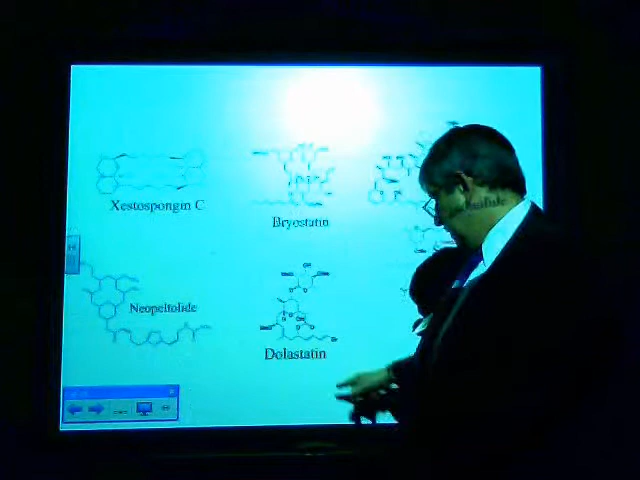 Xestospongin C
Bryostatin
Neopeltolide
Dolastatin